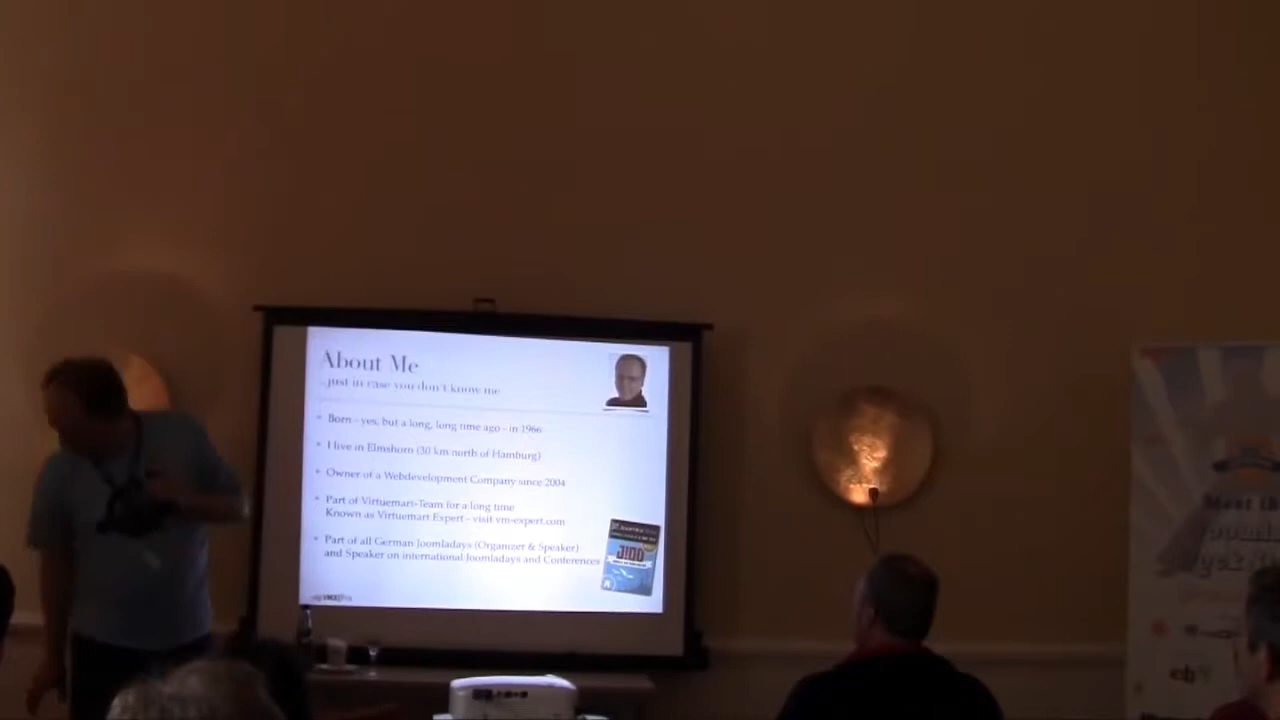 About Me
...just in case you don't know me
Born - yes, but a long, long time ago - in 1966
I live in Elmshorn (30 km north of Hamburg)
Owner of a Webdevelopment Company since 2004
Part of Virtuemart-Team for a long time
Known as Virtuemart Expert - visit vm-expert.com
Part of all German Joomladays (Organizer & Speaker)
and Speaker on international Joomladays and Conferences
J100
Meet